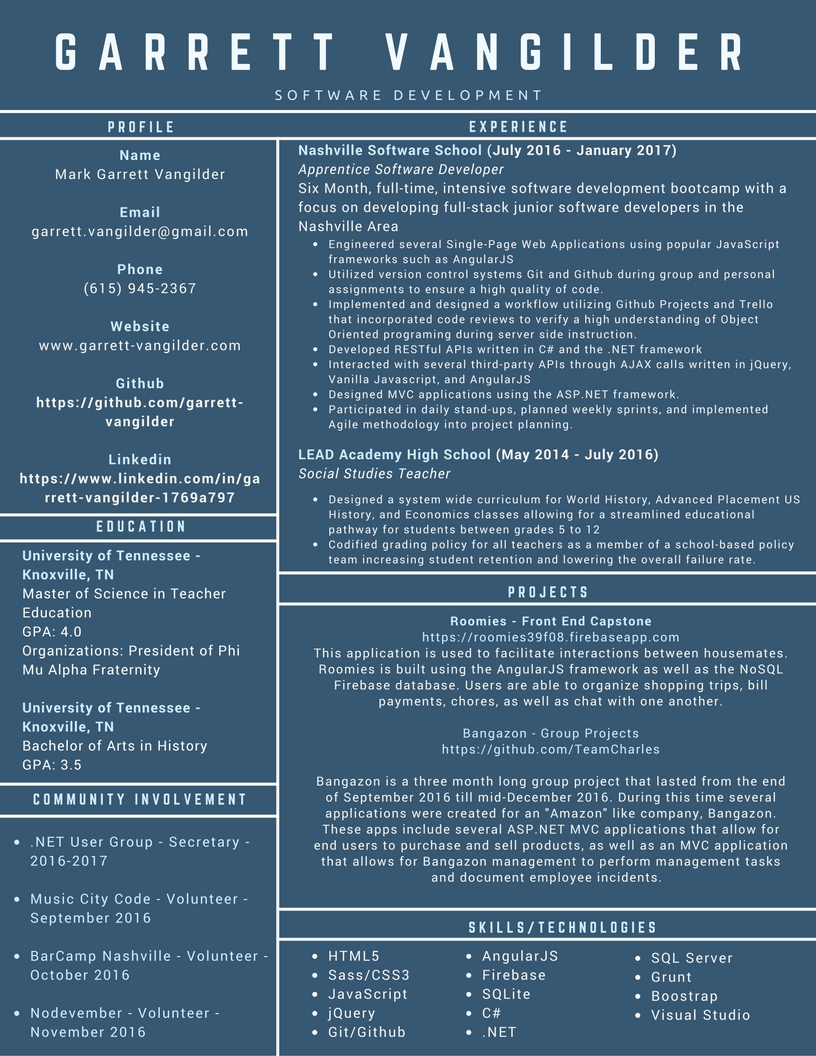 GARRETT VANGILDER
SOFTWARE DEVELOPMENT
PROFILE
Name
Mark Garrett Vangilder
Email
garrett.vangilder@gmail.com
Phone
(615) 945-2367
Website
www.garrett-vangilder.com
Github
https://github.com/garrett-
vangilder
Linkedin
https://www.linkedin.com/in/ga
rrett-vangilder-1769a797
EDUCATION
University of Tennessee -
Knoxville, TN
Master of Science in Teacher
Education
GPA: 4.0
Organizations: President of Phi
Mu Alpha Fraternity
University of Tennessee -
Knoxville, TN
Bachelor of Arts in History
GPA: 3.5
COMMUNITY INVOLVEMENT
• .NET User Group - Secretary -
2016-2017
• Music City Code - Volunteer -
September 2016
• BarCamp Nashville - Volunteer -
October 2016
• Nodevember - Volunteer -
November 2016
EXPERIENCE
Nashville Software School (July 2016 - January 2017)
Apprentice Software Developer
Six Month, full-time, intensive software development bootcamp with a
focus on developing full-stack junior software developers in the
Nashville Area
• Engineered several Single-Page Web Applications using popular JavaScript
frameworks such as AngularJS
• Utilized version control systems Git and Github during group and personal
assignments to ensure a high quality of code.
• Implemented and designed a workflow utilizing Github Projects and Trello
that incorporated code reviews to verify a high understanding of Object
Oriented programing during server side instruction.
• Developed RESTful APIs written in C# and the .NET framework
• Interacted with several third-party APIs through AJAX calls written in jQuery,
Vanilla Javascript, and AngularJS
• Designed MVC applications using the ASP.NET framework.
• Participated in daily stand-ups, planned weekly sprints, and implemented
Agile methodology into project planning.
LEAD Academy High School (May 2014 - July 2016)
Social Studies Teacher
• Designed a system wide curriculum for World History, Advanced Placement US
History, and Economics classes allowing for a streamlined educational
pathway for students between grades 5 to 12
• Codified grading policy for all teachers as a member of a school-based policy
team increasing student retention and lowering the overall failure rate.
PROJECTS
Roomies - Front End Capstone
https://roomies39f08.firebaseapp.com
This application is used to facilitate interactions between housemates.
Roomies is built using the AngularJS framework as well as the NoSQL
Firebase database. Users are able to organize shopping trips, bill
payments, chores, as well as chat with one another.
Bangazon - Group Projects
https://github.com/TeamCharles
Bangazon is a three month long group project that lasted from the end
of September 2016 till mid-December 2016. During this time several
applications were created for an "Amazon" like company, Bangazon.
These apps include several ASP.NET MVC applications that allow for
end users to purchase and sell products, as well as an MVC application
that allows for Bangazon management to perform management tasks
and document employee incidents.
SKILLS/TECHNOLOGIES
• HTML5
• Sass/CSS3
• JavaScript
• jQuery
• Git/Github
• AngularJS
• Firebase
• SQLite
• C#
• .NET
• SQL Server
• Grunt
• Boostrap
• Visual Studio